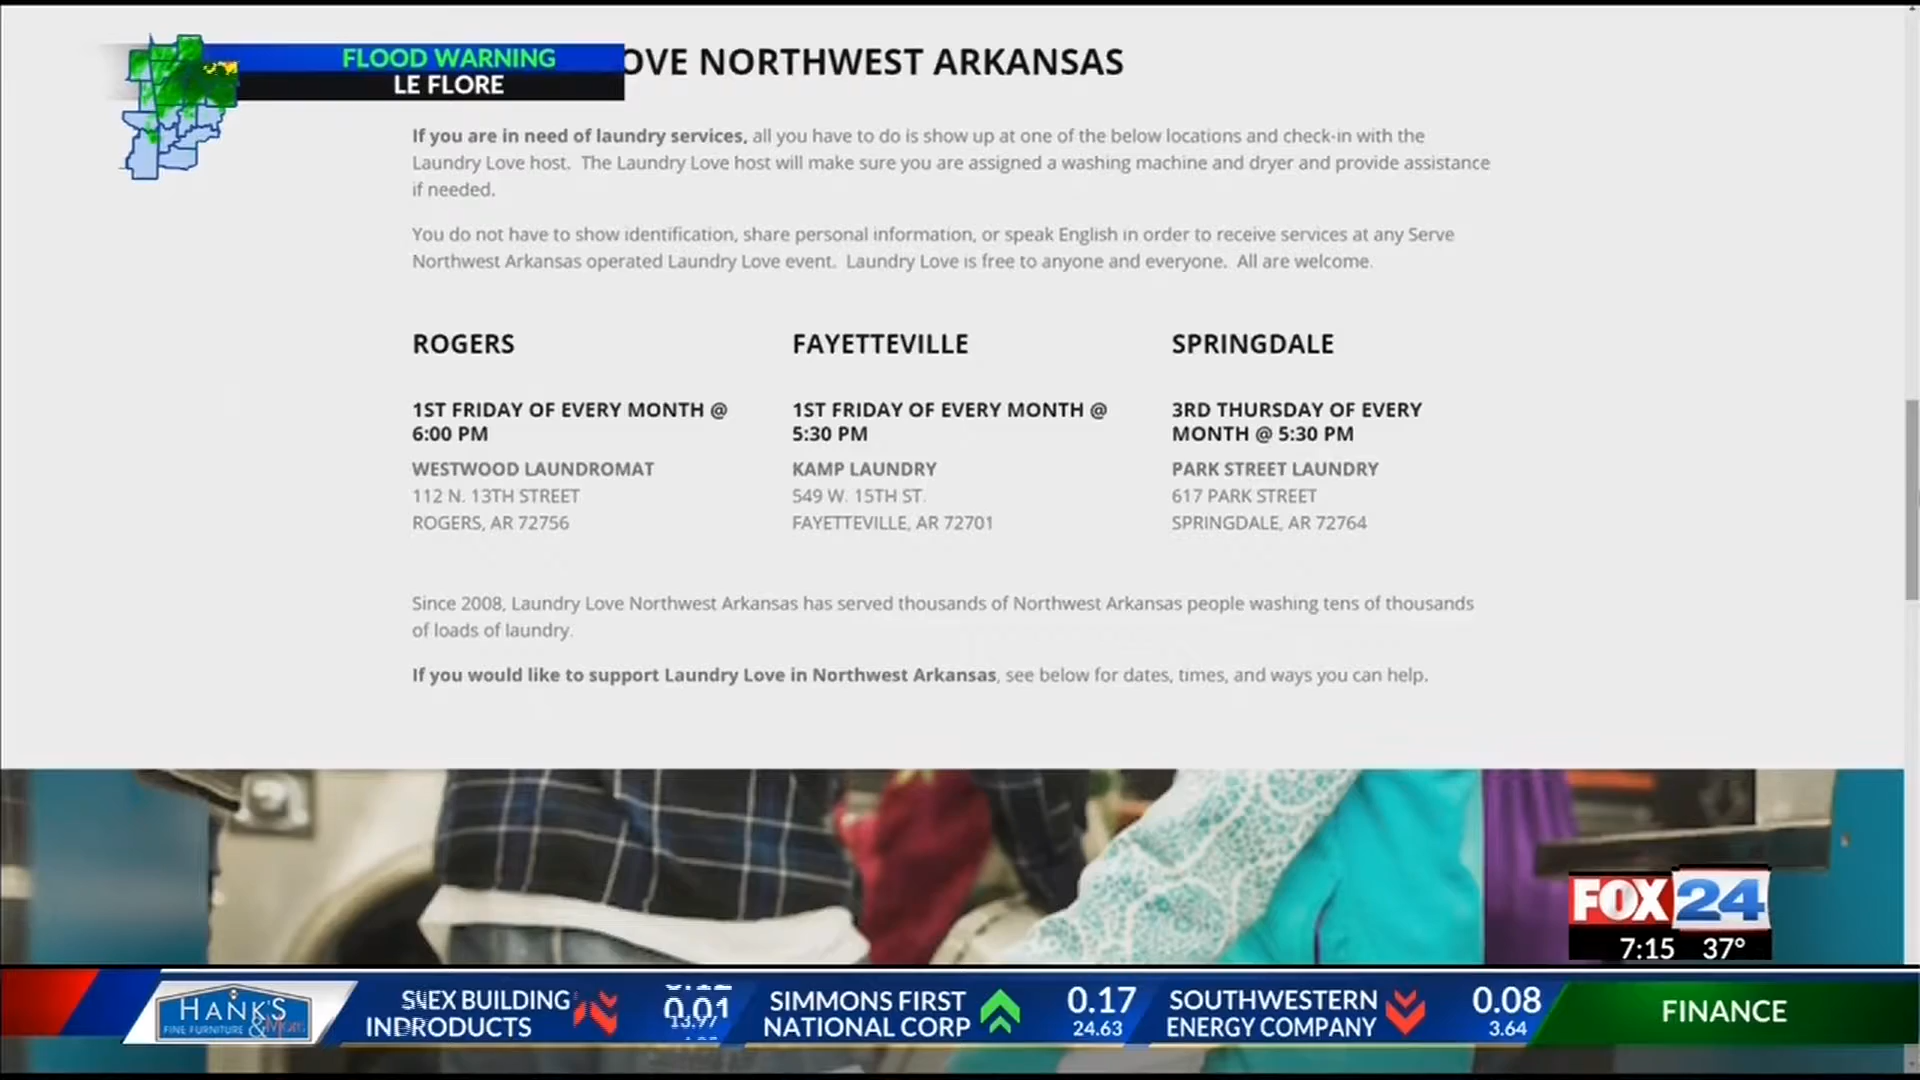 FLOOD WARNING
LE FLORE
OVE NORTHWEST ARKANSAS
If you are in need of laundry services, all you have to do is show up at one of the below locations and check-in with the
Laundry Love host. The Laundry Love host will make sure you are assigned a washing machine and dryer and provide assistance
if needed.
You do not have to show identification, share personal information, or speak English in order to receive services at any Serve
Northwest Arkansas operated Laundry Love event. Laundry Love is free to anyone and everyone. All are welcome.
ROGERS
1ST FRIDAY OF EVERY MONTH @
6:00 PM
WESTWOOD LAUNDROMAT
112 N. 13TH STREET
ROGERS, AR 72756
FAYETTEVILLE
1ST FRIDAY OF EVERY MONTH @
5:30 PM
KAMP LAUNDRY
549 W. 15TH ST.
FAYETTEVILLE, AR 72701
SPRINGDALE
3RD THURSDAY OF EVERY
MONTH @ 5:30 PM
PARK STREET LAUNDRY
617 PARK STREET
SPRINGDALE, AR 72764
Since 2008, Laundry Love Northwest Arkansas has served thousands of Northwest Arkansas people washing tens of thousands
of loads of laundry.
If you would like to support Laundry Love in Northwest Arkansas, see below for dates, times, and ways you can help.
FOX 24
7:15 37°
HANK'S
FINE FURNITURE & More
BUILDING
0.01
SIMMONS FIRST
NATIONAL CORP
0.17
24.63
SOUTHWESTERN
ENERGY COMPANY
0.08
3.64
FINANCE